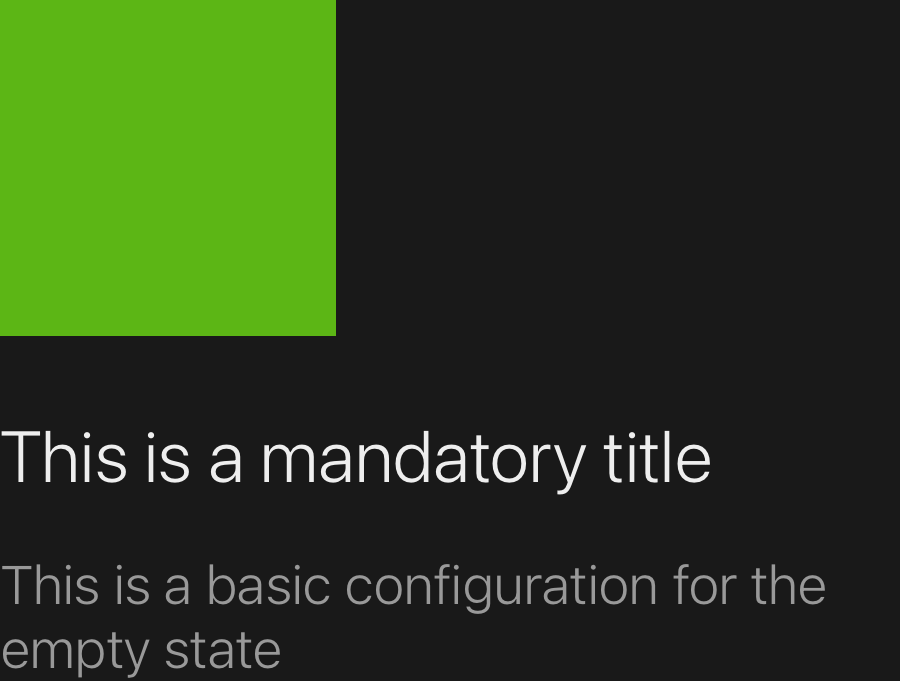 This is a mandatory title
This is a basic configuration for the
empty state